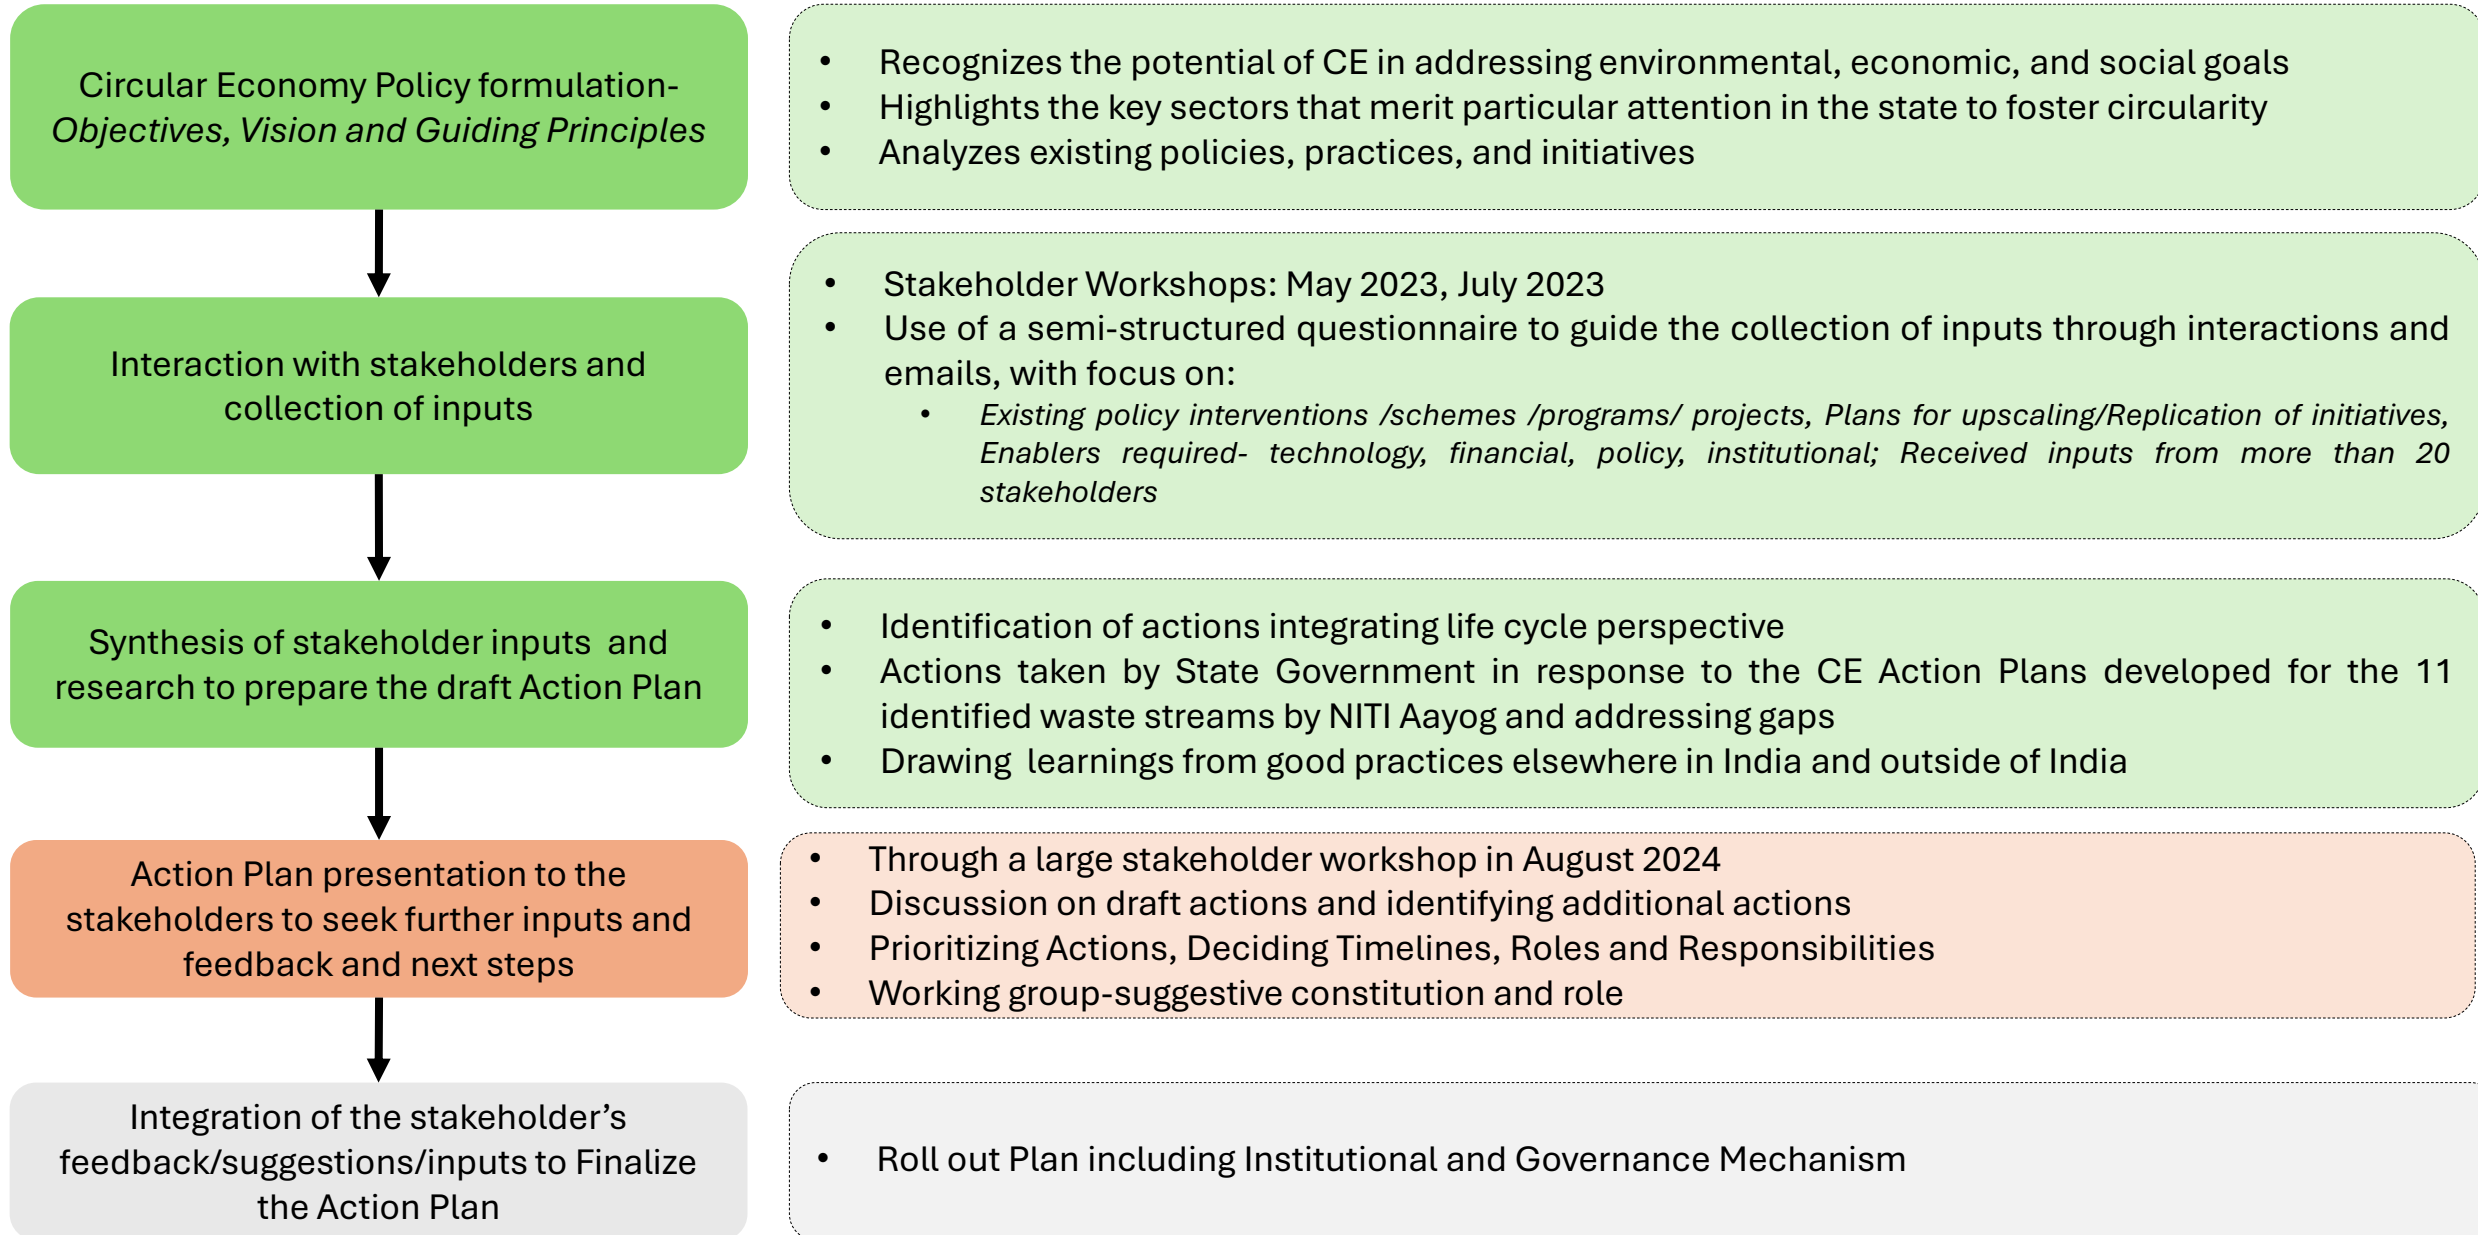 Circular Economy Policy formulation-
Objectives, Vision and Guiding Principles
• Recognizes the potential of CE in addressing environmental, economic, and social goals
• Highlights the key sectors that merit particular attention in the state to foster circularity
• Analyzes existing policies, practices, and initiatives
Interaction with stakeholders and
collection of inputs
• Stakeholder Workshops: May 2023, July 2023
• Use of a semi-structured questionnaire to guide the collection of inputs through interactions and
emails, with focus on:
• Existing policy interventions /schemes /programs/ projects, Plans for upscaling/Replication of initiatives,
Enablers required- technology, financial, policy, institutional; Received inputs from more than 20
stakeholders
Synthesis of stakeholder inputs and
research to prepare the draft Action Plan
• Identification of actions integrating life cycle perspective
• Actions taken by State Government in response to the CE Action Plans developed for the 11
identified waste streams by NITI Aayog and addressing gaps
• Drawing learnings from good practices elsewhere in India and outside of India
Action Plan presentation to the
stakeholders to seek further inputs and
feedback and next steps
• Through a large stakeholder workshop in August 2024
• Discussion on draft actions and identifying additional actions
• Prioritizing Actions, Deciding Timelines, Roles and Responsibilities
• Working group-suggestive constitution and role
Integration of the stakeholder’s
feedback/suggestions/inputs to Finalize
the Action Plan
• Roll out Plan including Institutional and Governance Mechanism